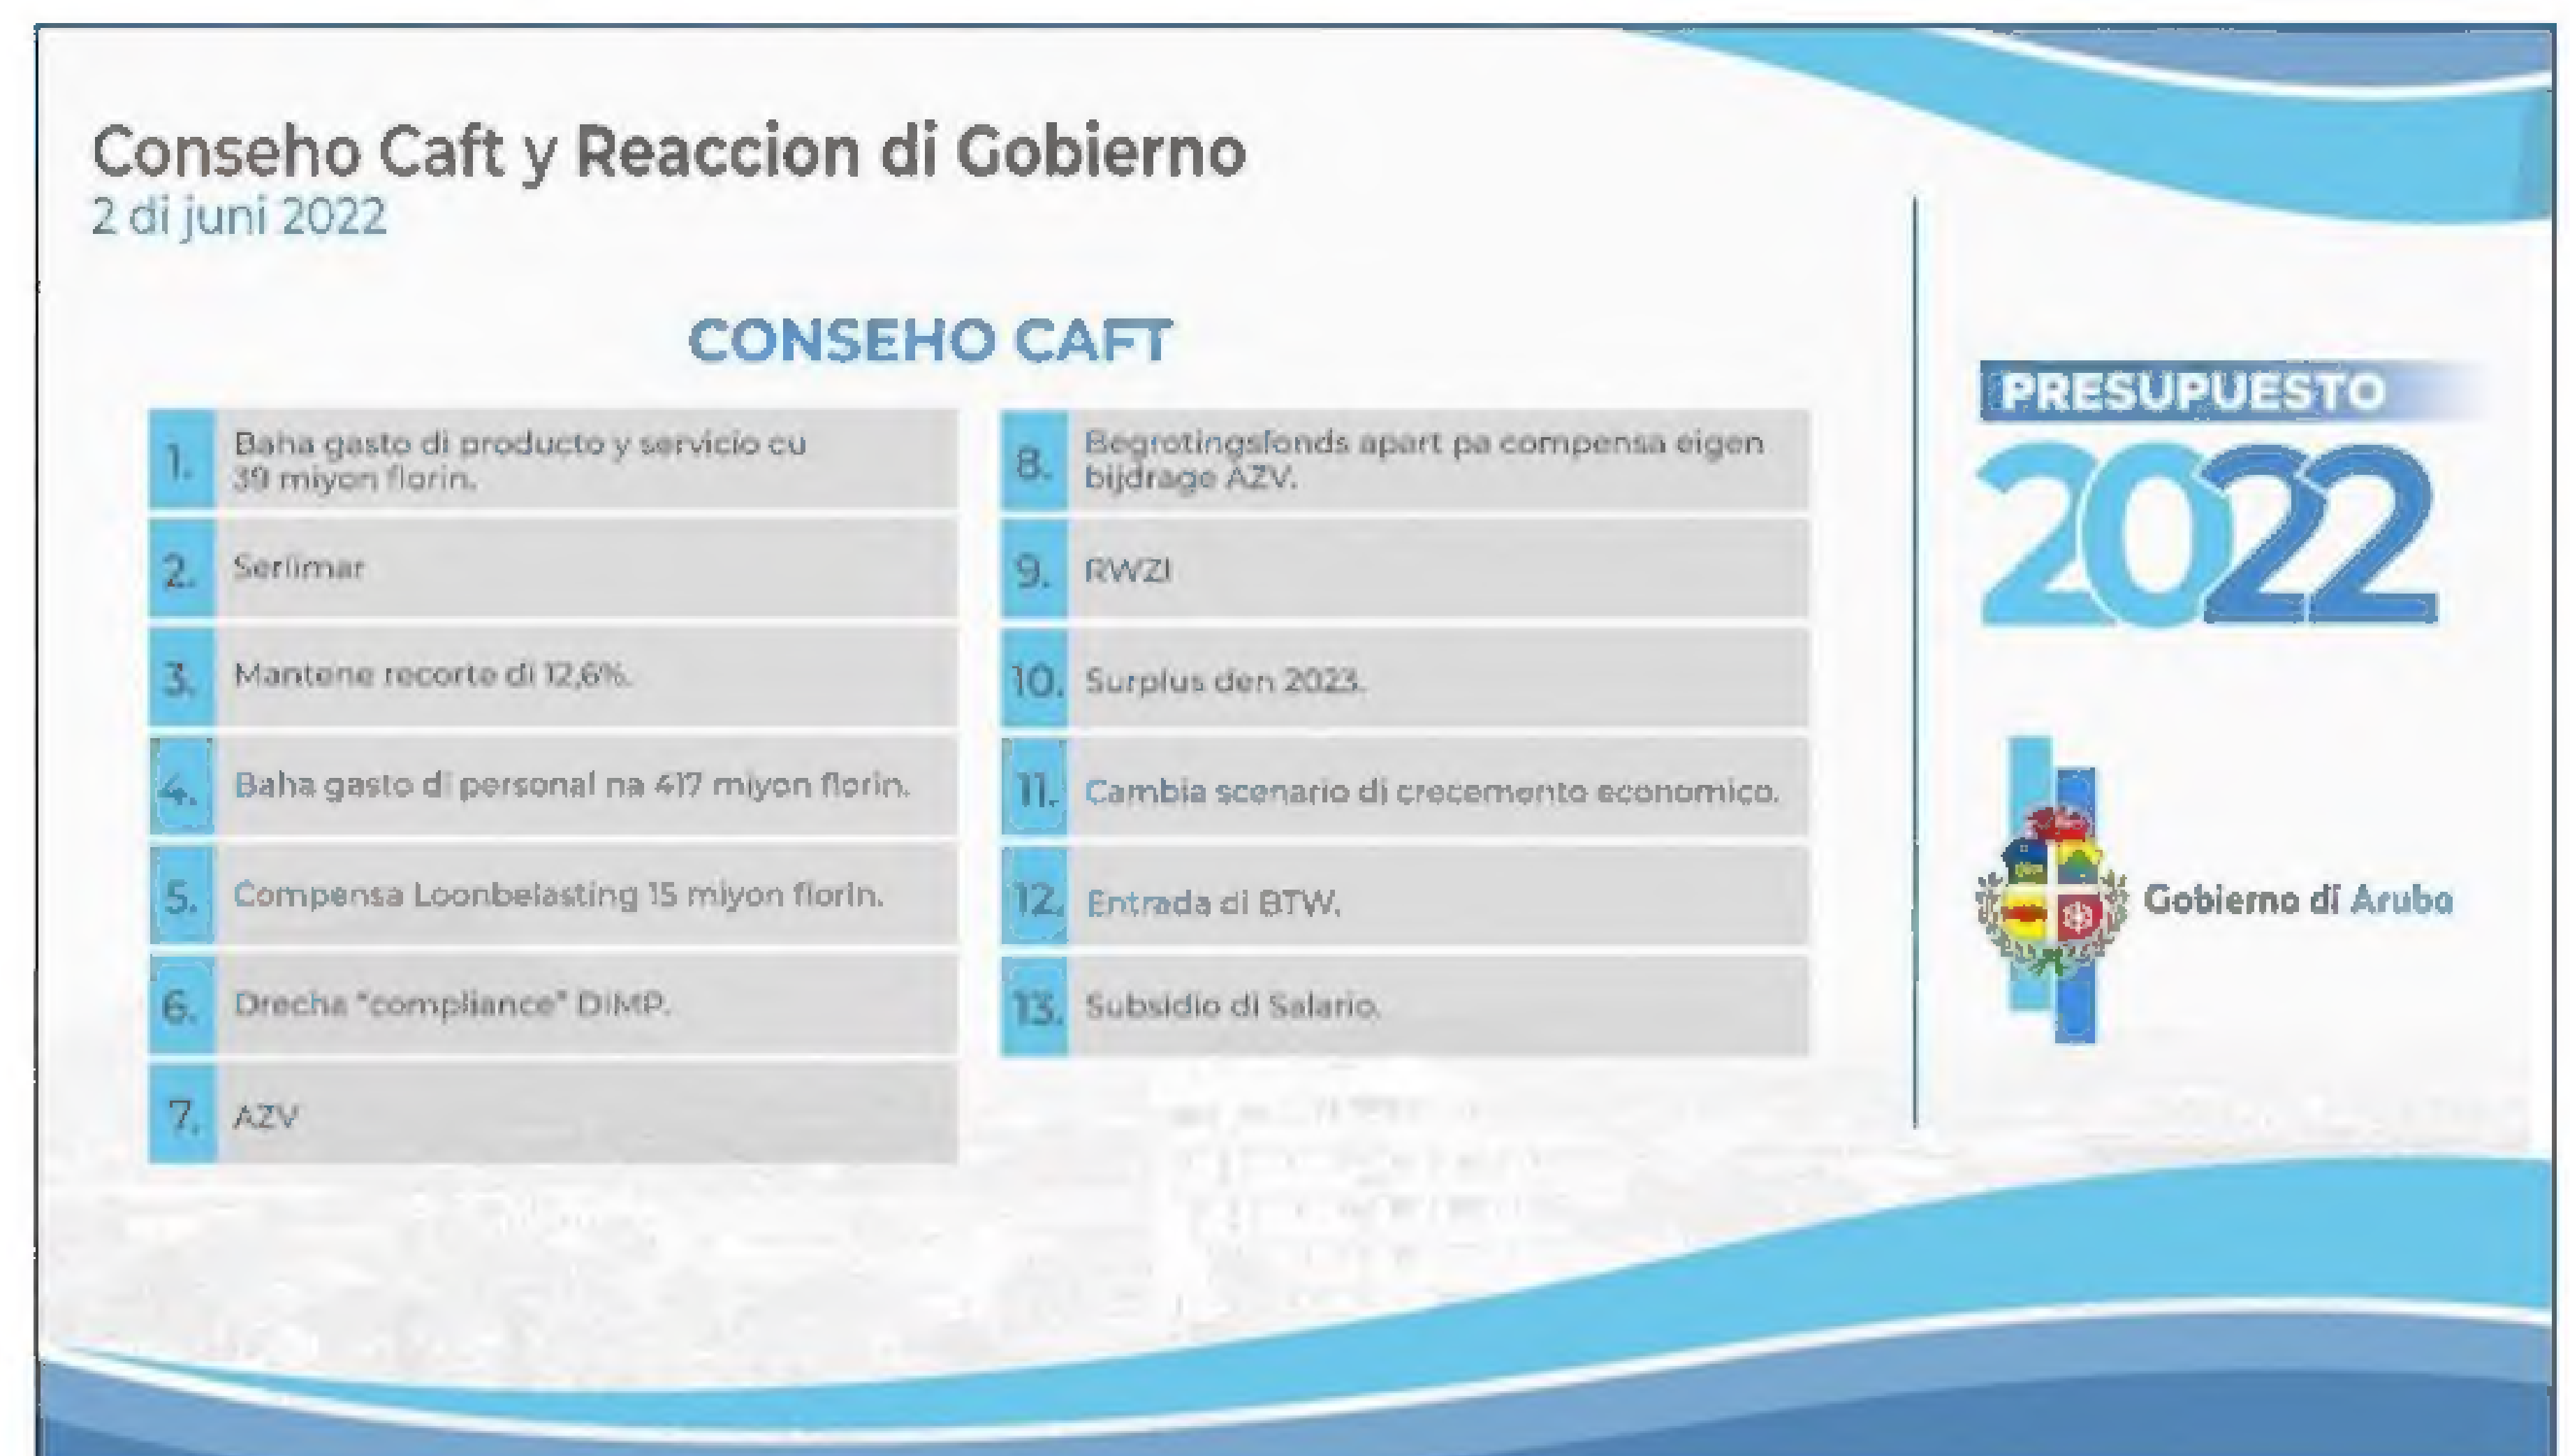 Conseho Caft y Reaccion di Gobierno
2 di juni 2022
CONSEHO CAFT
1. Baha gasto di producto y servicio cu
39 miyon florin.
2. Serlimar
3. Mantene recorte di 12,6%.
4. Baha gasto di personal na 417 miyon florin.
5. Compensa Loonbelasting 15 miyon florin.
6. Drecha "compliance" DIMP.
7. AZV
8. Begrotingsfonds apart pa compensa eigen
bijdrage AZV.
9. RWZI
10. Surplus den 2023.
11. Cambia scenario di crecemento economico.
12. Entrada di BTW.
13. Subsidio di Salario.
PRESUPUESTO
2022
Gobierno di Aruba